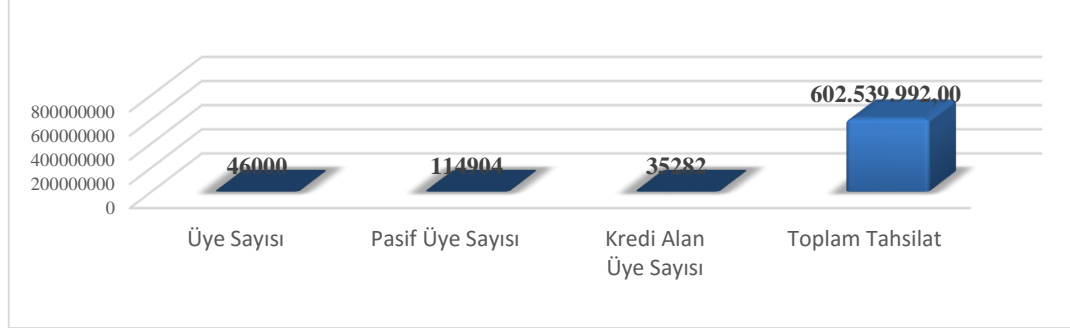 602.539.992,00
800000000
600000000
400000000
200000000
0
46000
114904
35282
Üye Sayısı
Pasif Üye Sayısı
Kredi Alan
Üye Sayısı
Toplam Tahsilat